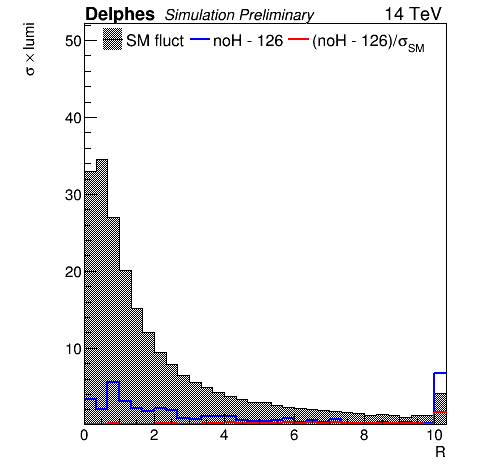 Delphes Simulation Preliminary 14 TeV
σ × lumi
SM fluct noH - 126 (noH - 126)/σSM
50
40
30
20
10
0 2 4 6 8 10
R